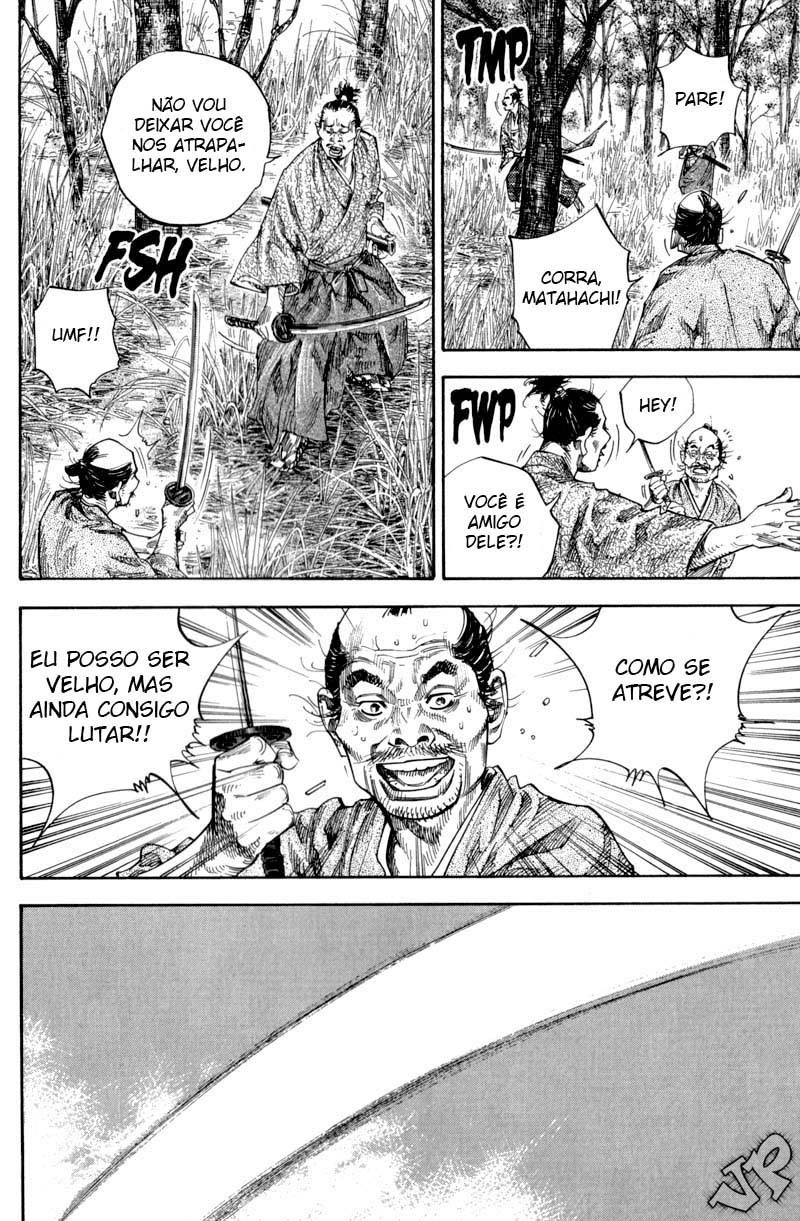 TMP
PARE!
CORRA,
MATAHACHI!
NÃO VOU
DEIXAR VOCÊ
NOS ATRAPA-
LHAR, VELHO.
FSH
UMF!!
FWP
HEY!
VOCÊ É
AMIGO
DELE?!
COMO SE
ATREVE?!
EU POSSO SER
VELHO, MAS
AINDA CONSIGO
LUTAR!!
VP